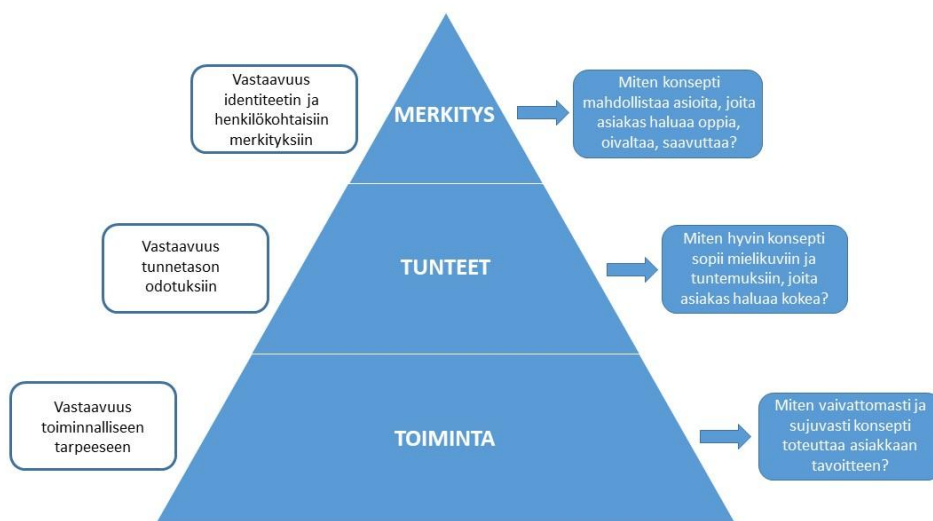 Vastaavuus
identiteetin ja
henkilökohtaisiin
merkityksiin
MERKITYS
Miten konsepti
mahdollistaa asioita, joita
asiakas haluaa oppia,
oivaltaa, saavuttaa?
Vastaavuus
tunnetason
odotuksiin
TUNTEET
Miten hyvin konsepti
sopii mielikuviin ja
tuntemuksiin, joita
asiakas haluaa kokea?
Vastaavuus
toiminnalliseen
tarpeeseen
TOIMINTA
Miten vaivattomasti ja
sujuvasti konsepti
toteuttaa asiakkaan
tavoitteen?